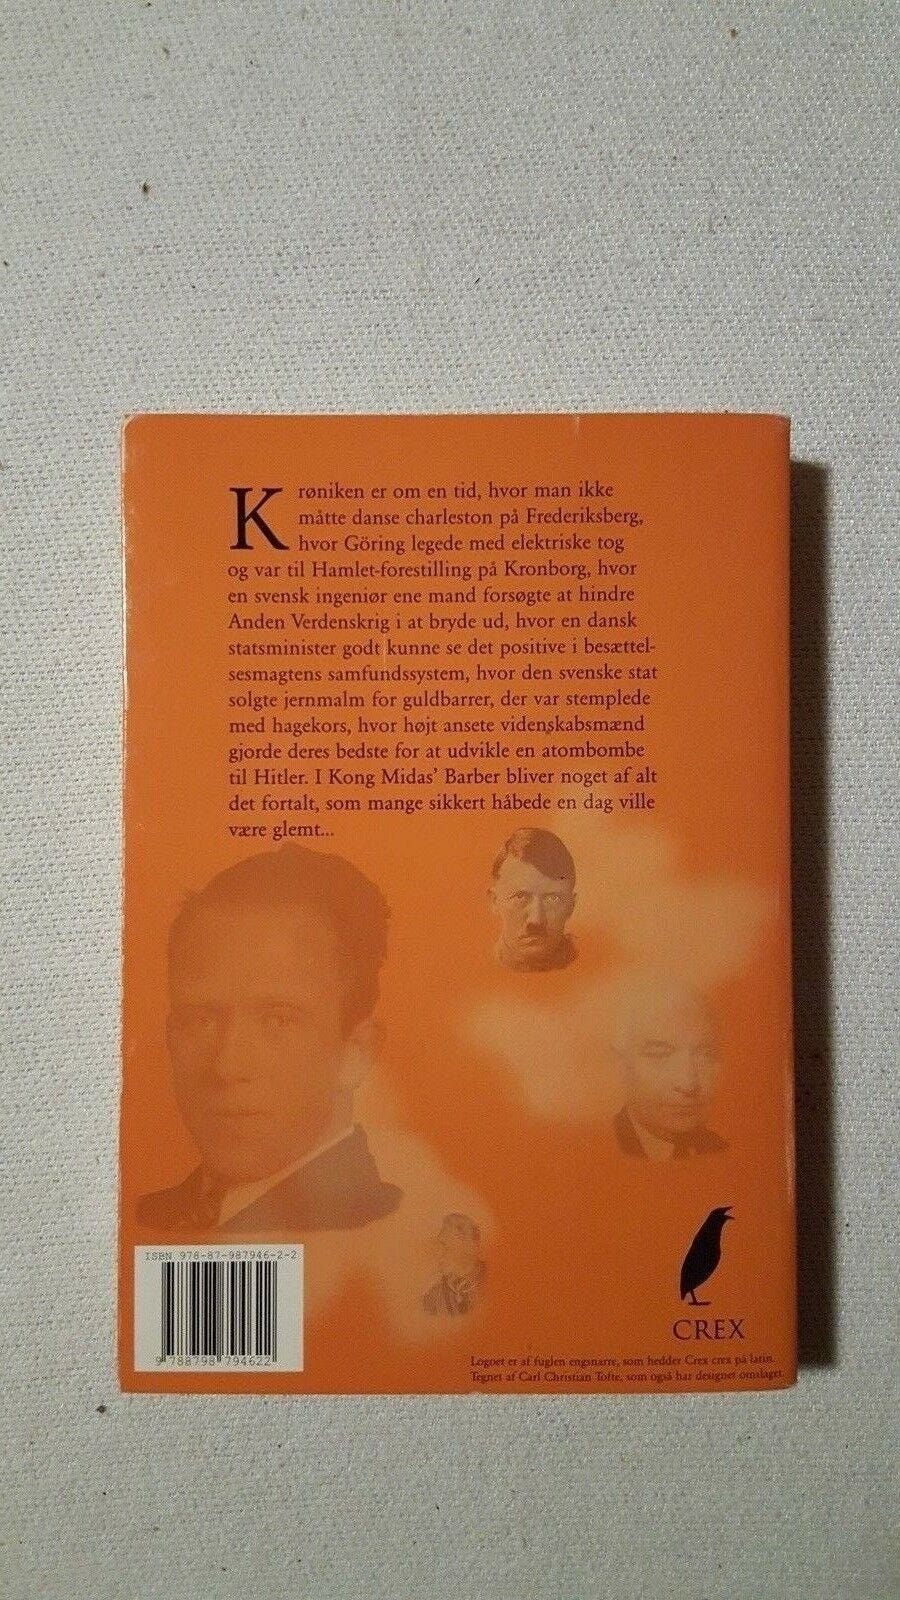 Krøniken er om en tid, hvor man ikke
måtte danse charleston på Frederiksberg,
hvor Göring legede med elektriske tog
og var til Hamlet-forestilling på Kronborg, hvor
en svensk ingeniør ene mand forsøgte at hindre
Anden Verdenskrig i at bryde ud, hvor en dansk
statsminister godt kunne se det positive i besættel-
sesmagtens samfundssystem, hvor den svenske stat
solgte jernmalm for guldbarrer, der var stemplede
med hagekors, hvor højt ansete videnskabsmænd
gjorde deres bedste for at udvikle en atombombe
til Hitler. I Kong Midas’ Barber bliver noget af alt
det fortalt, som mange sikkert håbede en dag ville
være glemt...
ISBN 978-87-987946-2-2
9 788798 794622
CREX
Logoet er af fuglen engsnarre, som hedder Crex crex på latin.
Tegnet af Carl Christian Tofte, som også har designet omslaget.